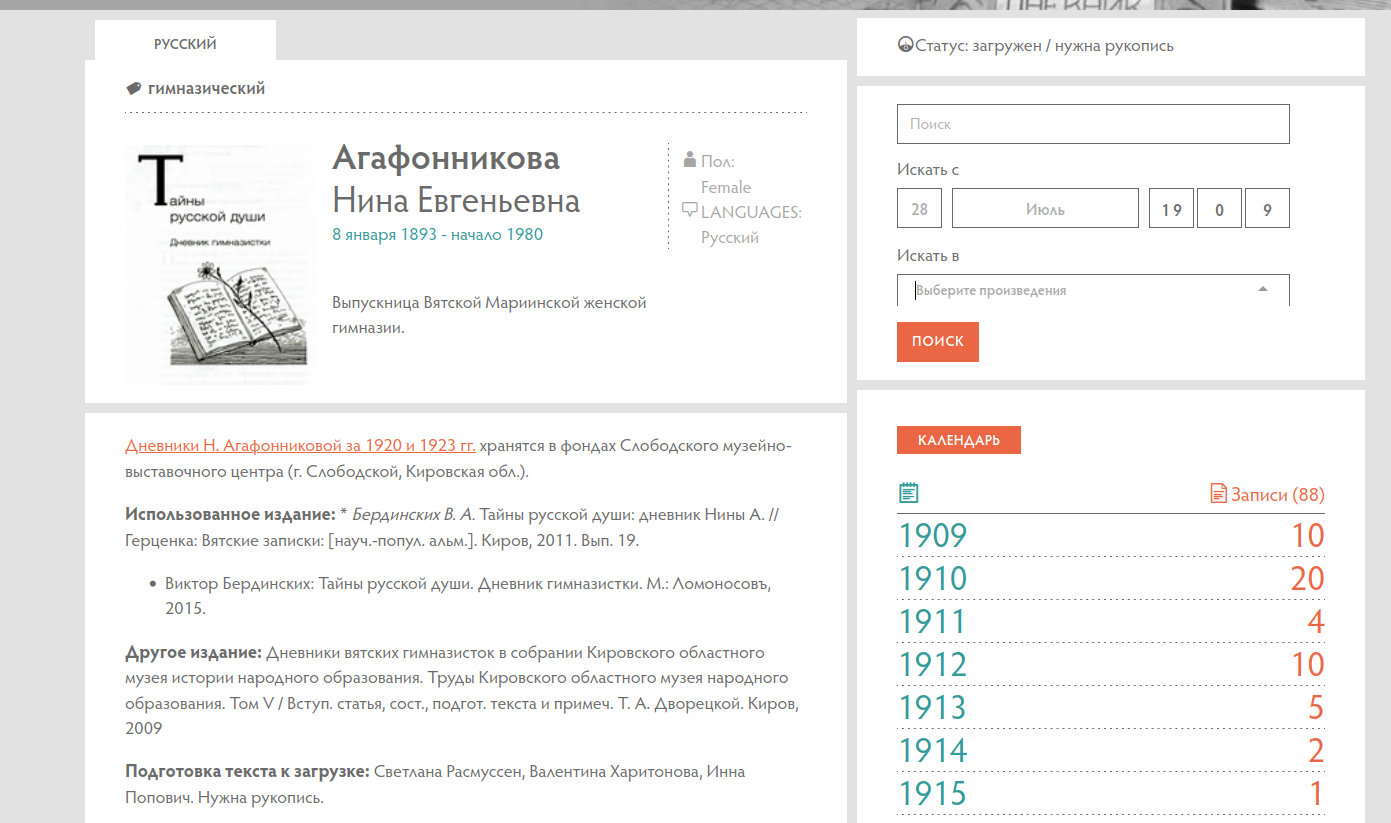 ДНЕВНИК
РУССКИЙ
гимназический
Тайны
русской души
Дневник гимназистки
Агафонникова
Нина Евгеньевна
8 января 1893 - начало 1980
Выпускница Вятской Мариинской женской
гимназии.
Пол:
Female
LANGUAGES:
Русский
Дневники Н. Агафонниковой за 1920 и 1923 гг. хранятся в фондах Слободского музейно-
выставочного центра (г. Слободской, Кировская обл.).
Использованное издание: * Бердинских В. А. Тайны русской души: дневник Нины А. //
Герценка: Вятские записки: [науч.-попул. альм.]. Киров, 2011. Вып. 19.
• Виктор Бердинских: Тайны русской души. Дневник гимназистки. М.: Ломоносовъ,
2015.
Другое издание: Дневники вятских гимназисток в собрании Кировского областного
музея истории народного образования. Труды Кировского областного музея народного
образования. Том V / Вступ. статья, сост., подгот. текста и примеч. Т. А. Дворецкой. Киров,
2009
Подготовка текста к загрузке: Светлана Расмуссен, Валентина Харитонова, Инна
Попович. Нужна рукопись.
Статус: загружен / нужна рукопись
Поиск
Искать с
28 Июль 19 0 9
Искать в
Выберите произведения
ПОИСК
КАЛЕНДАРЬ
Записи (88)
1909 10
1910 20
1911 4
1912 10
1913 5
1914 2
1915 1